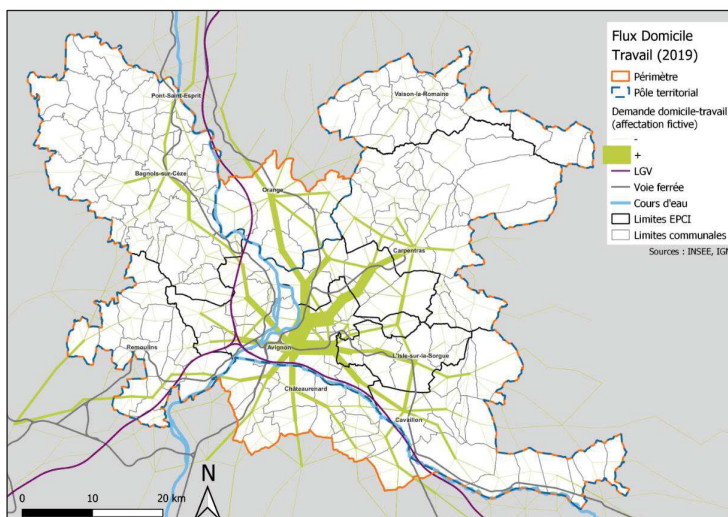 Flux Domicile
Travail (2019)
Périmètre
Pôle territorial
Demande domicile-travail
(affectation fictive)
-
+
LGV
Voie ferrée
Cours d'eau
Limites EPCI
Limites communales
Sources : INSEE, IGN
Pont-Saint-Esprit
Vaison-la-Romaine
Bagnols-sur-Cèze
Orange
Carpentras
Remoulins
Avignon
L'Isle-sur-la-Sorgue
Châteaurenard
Cavaillon
N
0 10 20 km